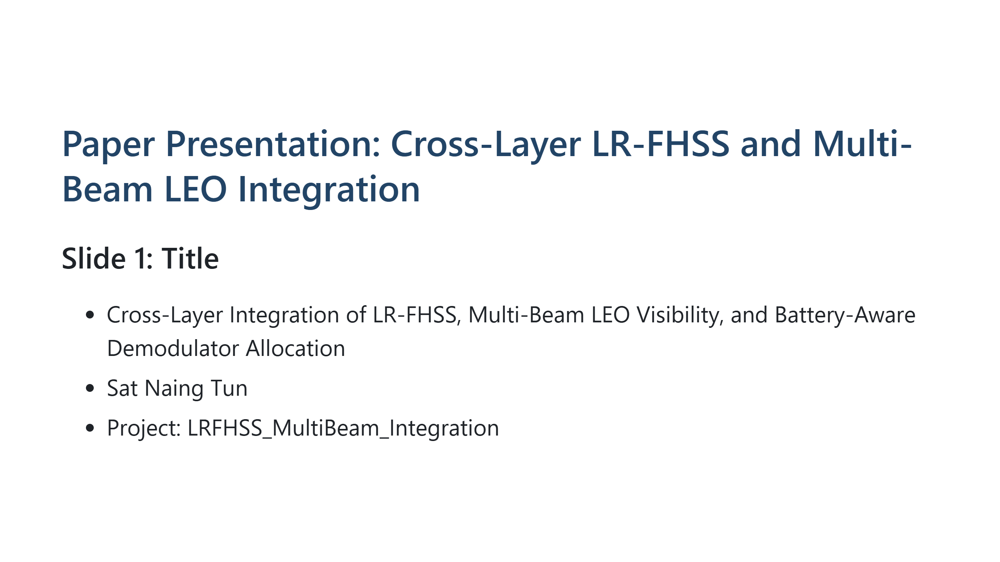 Paper Presentation: Cross-Layer LR-FHSS and Multi-
Beam LEO Integration
Slide 1: Title
• Cross-Layer Integration of LR-FHSS, Multi-Beam LEO Visibility, and Battery-Aware
Demodulator Allocation
• Sat Naing Tun
• Project: LRFHSS_MultiBeam_Integration